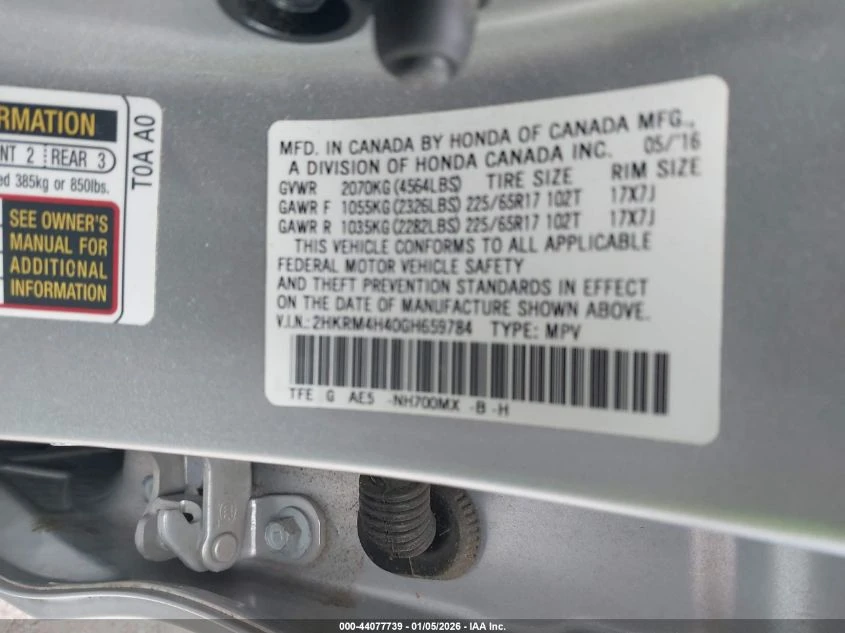 RMATION
NT 2 REAR 3
ed 385kg or 850lbs.
SEE OWNER'S
MANUAL FOR
ADDITIONAL
INFORMATION
T0A A0
MFD. IN CANADA BY HONDA OF CANADA MFG.,
A DIVISION OF HONDA CANADA INC. 05/'16
GVWR 2070KG (4564LBS) TIRE SIZE RIM SIZE
GAWR F 1055KG (2326LBS) 225/65R17 102T 17X7J
GAWR R 1035KG (2282LBS) 225/65R17 102T 17X7J
THIS VEHICLE CONFORMS TO ALL APPLICABLE
FEDERAL MOTOR VEHICLE SAFETY
AND THEFT PREVENTION STANDARDS IN EFFECT
ON THE DATE OF MANUFACTURE SHOWN ABOVE.
V.I.N.: 2HKRM4H40GH659784 TYPE: MPV
TFE G AE5 -NH700MX -B -H
000-44077739 - 01/05/2026 - IAA Inc.